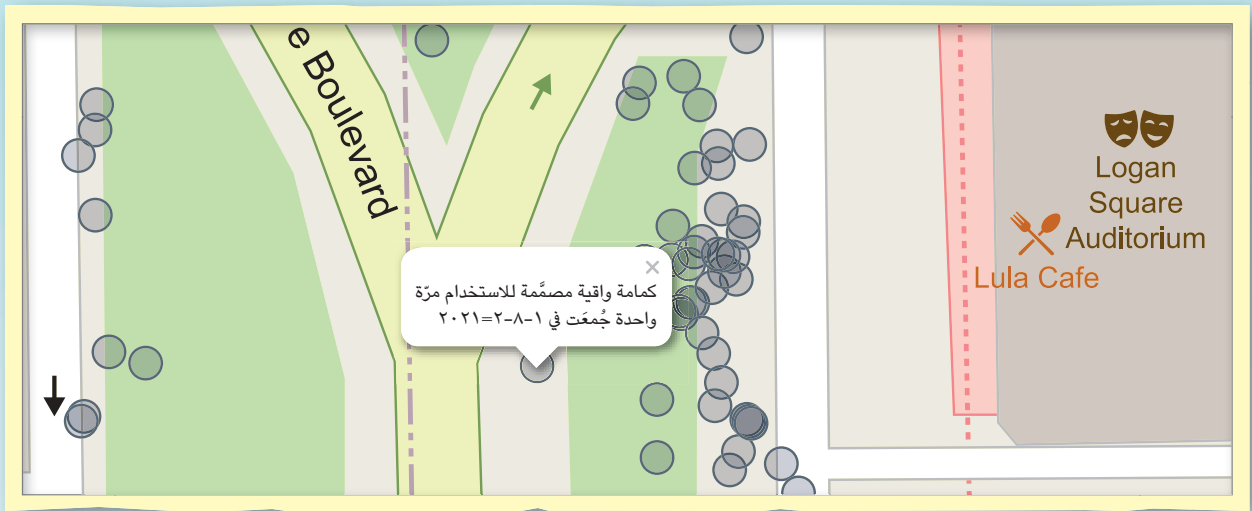 e Boulevard
Logan
Square
Auditorium
Lula Cafe
×
كمامة واقية مصمَّمة للاستخدام مرّة
واحدة جُمعَت في ١-٨-٢=٢٠٢١